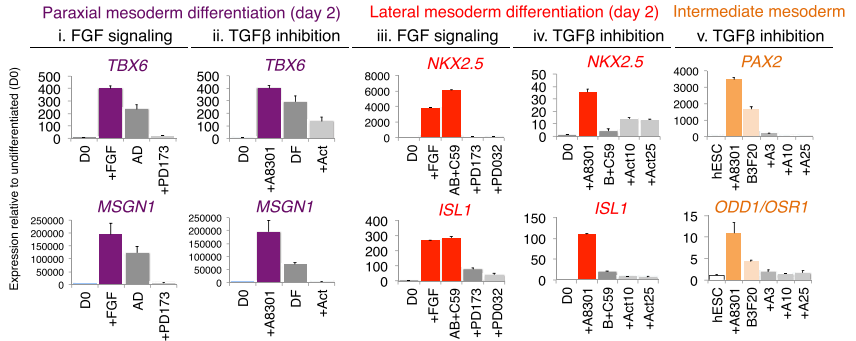 Paraxial mesoderm differentiation (day 2)
Lateral mesoderm differentiation (day 2)
Intermediate mesoderm
i. FGF signaling
ii. TGFβ inhibition
iii. FGF signaling
iv. TGFβ inhibition
v. TGFβ inhibition
Expression relative to undifferentiated (D0)
TBX6
500
400
300
200
100
0
D0
+FGF
AD
+PD173
TBX6
500
400
300
200
100
0
D0
+A8301
DF
+Act
NKX2.5
8000
6000
4000
2000
0
D0
+FGF
AB+C59
+PD173
+PD032
NKX2.5
50
40
30
20
10
0
D0
+A8301
B+C59
+Act10
+Act25
PAX2
4000
3000
2000
1000
0
hESC
+A8301
B3F20
+A3
+A10
+A25
MSGN1
250000
200000
150000
100000
50000
0
D0
+FGF
AD
+PD173
MSGN1
250000
200000
150000
100000
50000
0
D0
+A8301
DF
+Act
ISL1
400
300
200
100
0
D0
+FGF
AB+C59
+PD173
+PD032
ISL1
150
100
50
0
D0
+A8301
B+C59
+Act10
+Act25
ODD1/OSR1
15
10
5
0
hESC
+A8301
B3F20
+A3
+A10
+A25